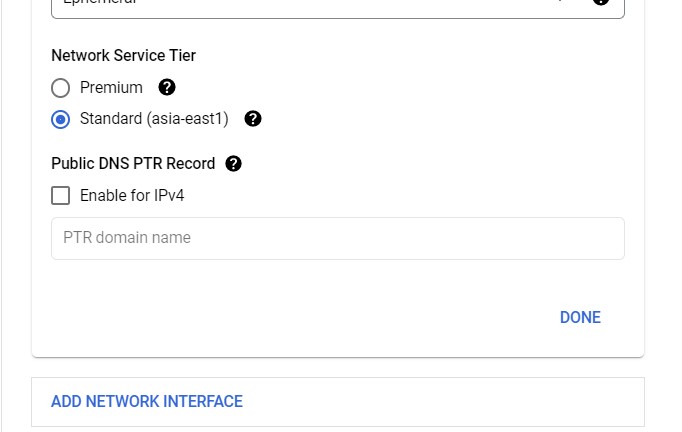 Ephemeral
Network Service Tier
Premium
Standard (asia-east1)
Public DNS PTR Record
Enable for IPv4
PTR domain name
DONE
ADD NETWORK INTERFACE